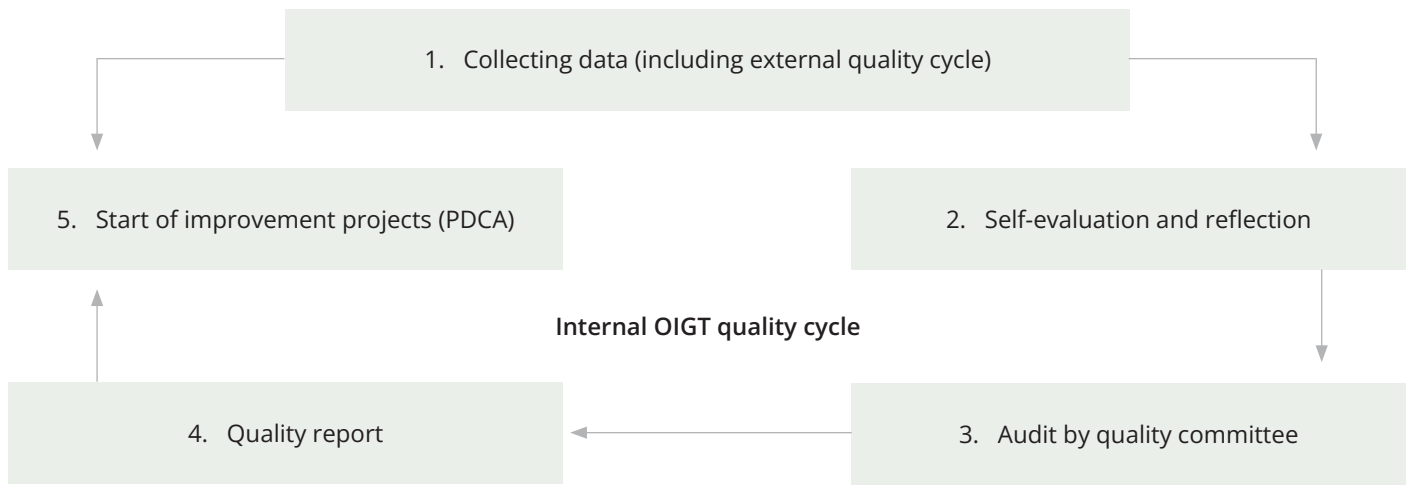 1. Collecting data (including external quality cycle)
5. Start of improvement projects (PDCA)
2. Self-evaluation and reflection
Internal OIGT quality cycle
4. Quality report
3. Audit by quality committee